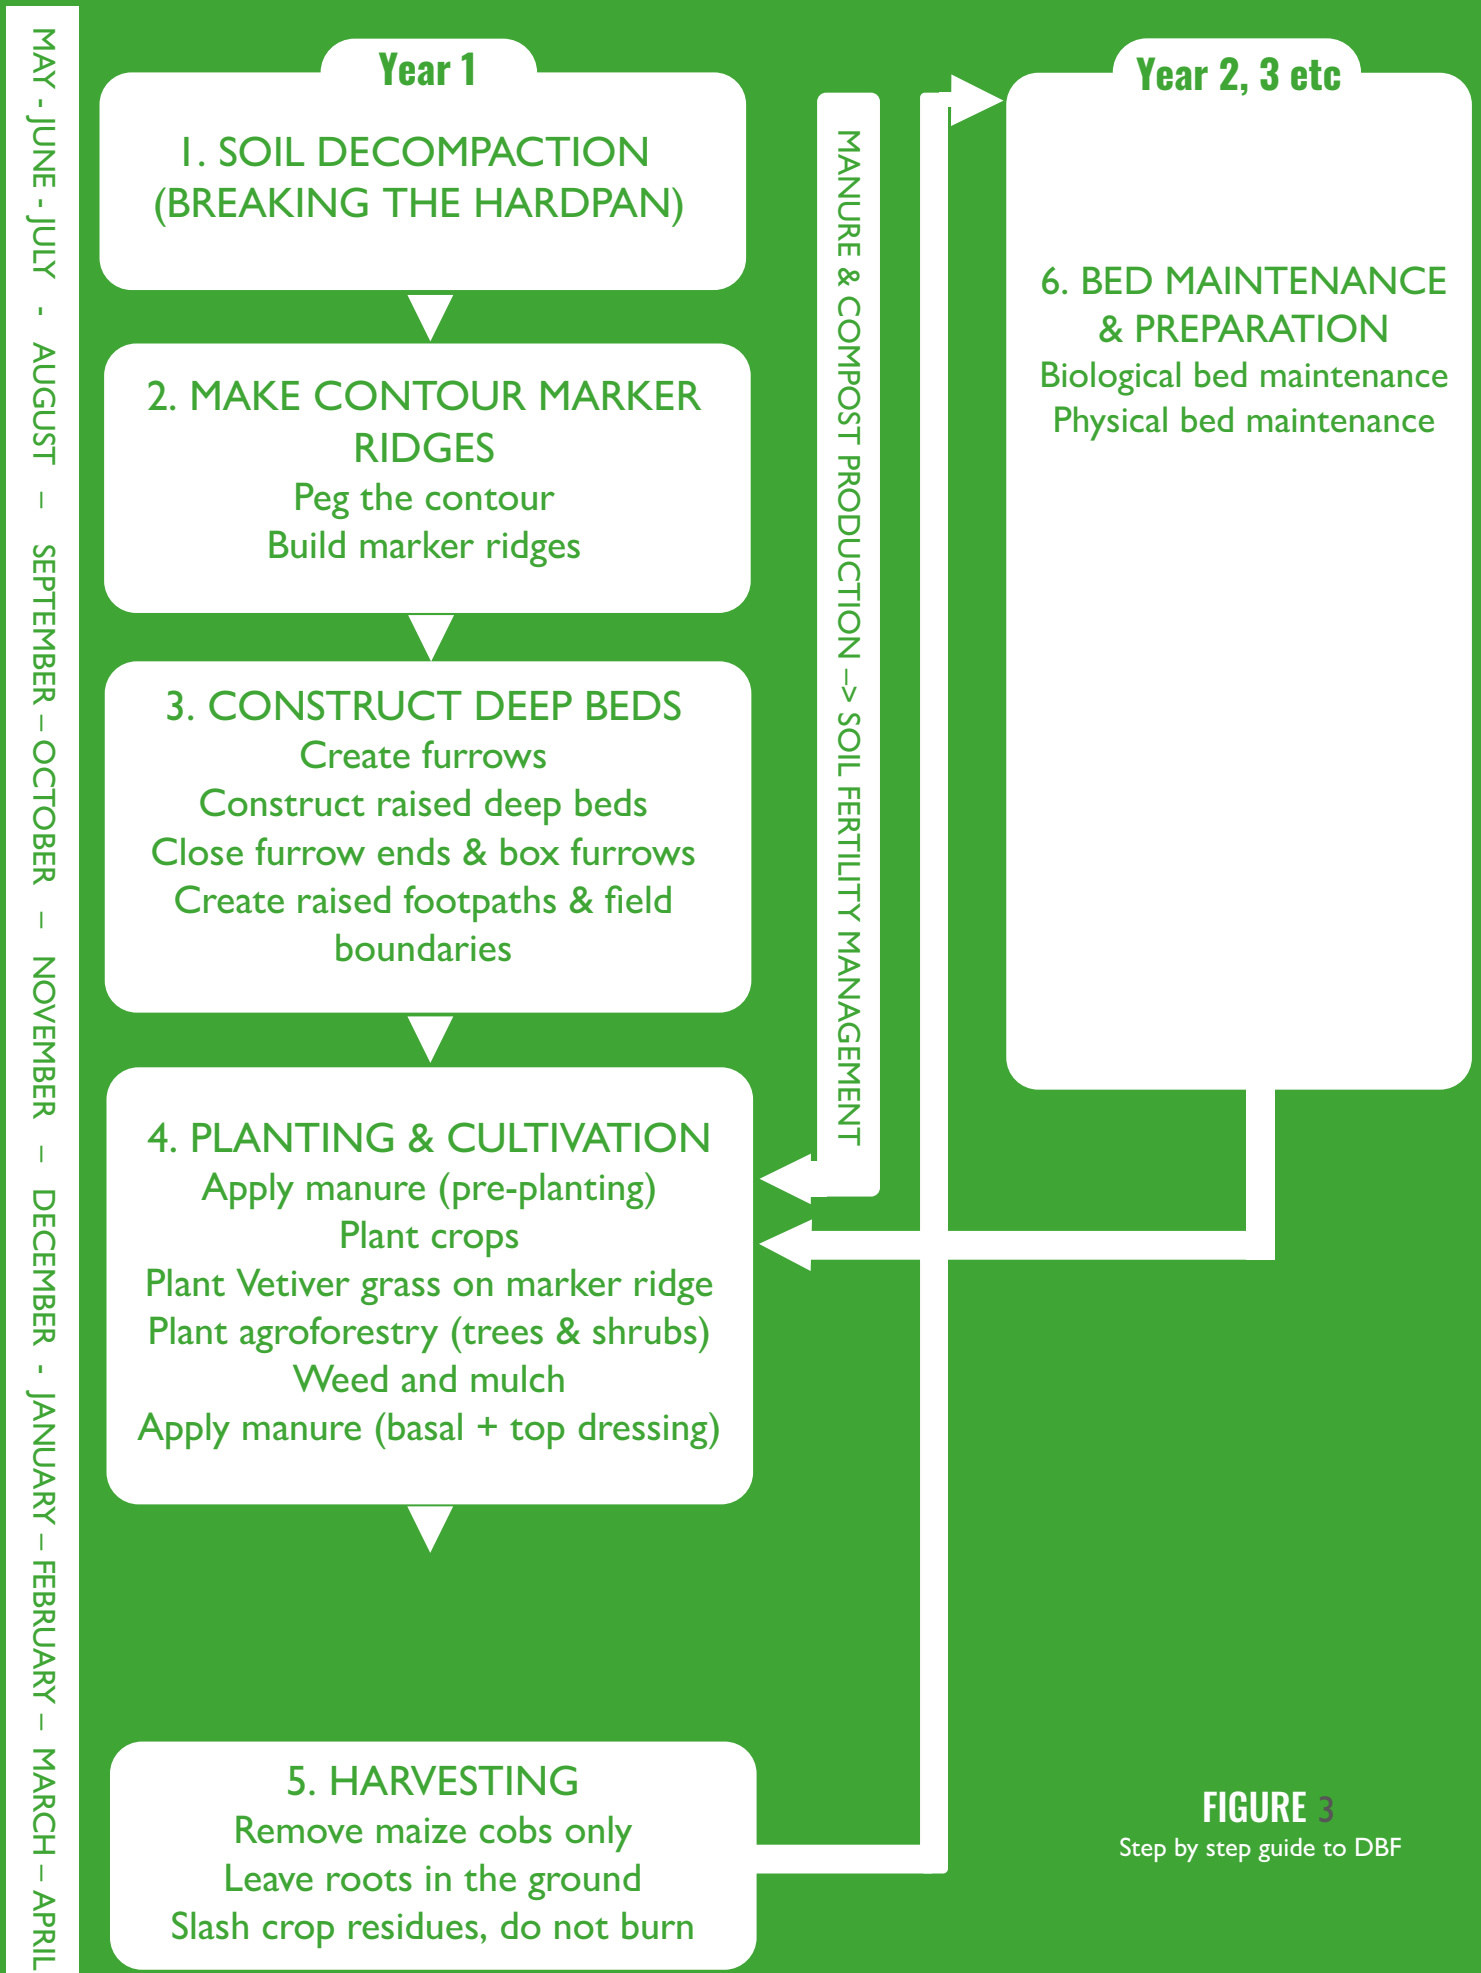 MAY - JUNE - JULY - AUGUST – SEPTEMBER – OCTOBER – NOVEMBER – DECEMBER - JANUARY – FEBRUARY – MARCH – APRIL
Year 1
1. SOIL DECOMPACTION
(BREAKING THE HARDPAN)
2. MAKE CONTOUR MARKER
RIDGES
Peg the contour
Build marker ridges
3. CONSTRUCT DEEP BEDS
Create furrows
Construct raised deep beds
Close furrow ends & box furrows
Create raised footpaths & field
boundaries
4. PLANTING & CULTIVATION
Apply manure (pre-planting)
Plant crops
Plant Vetiver grass on marker ridge
Plant agroforestry (trees & shrubs)
Weed and mulch
Apply manure (basal + top dressing)
5. HARVESTING
Remove maize cobs only
Leave roots in the ground
Slash crop residues, do not burn
MANURE & COMPOST PRODUCTION –> SOIL FERTILITY MANAGEMENT
Year 2, 3 etc
6. BED MAINTENANCE
& PREPARATION
Biological bed maintenance
Physical bed maintenance
FIGURE 3
Step by step guide to DBF